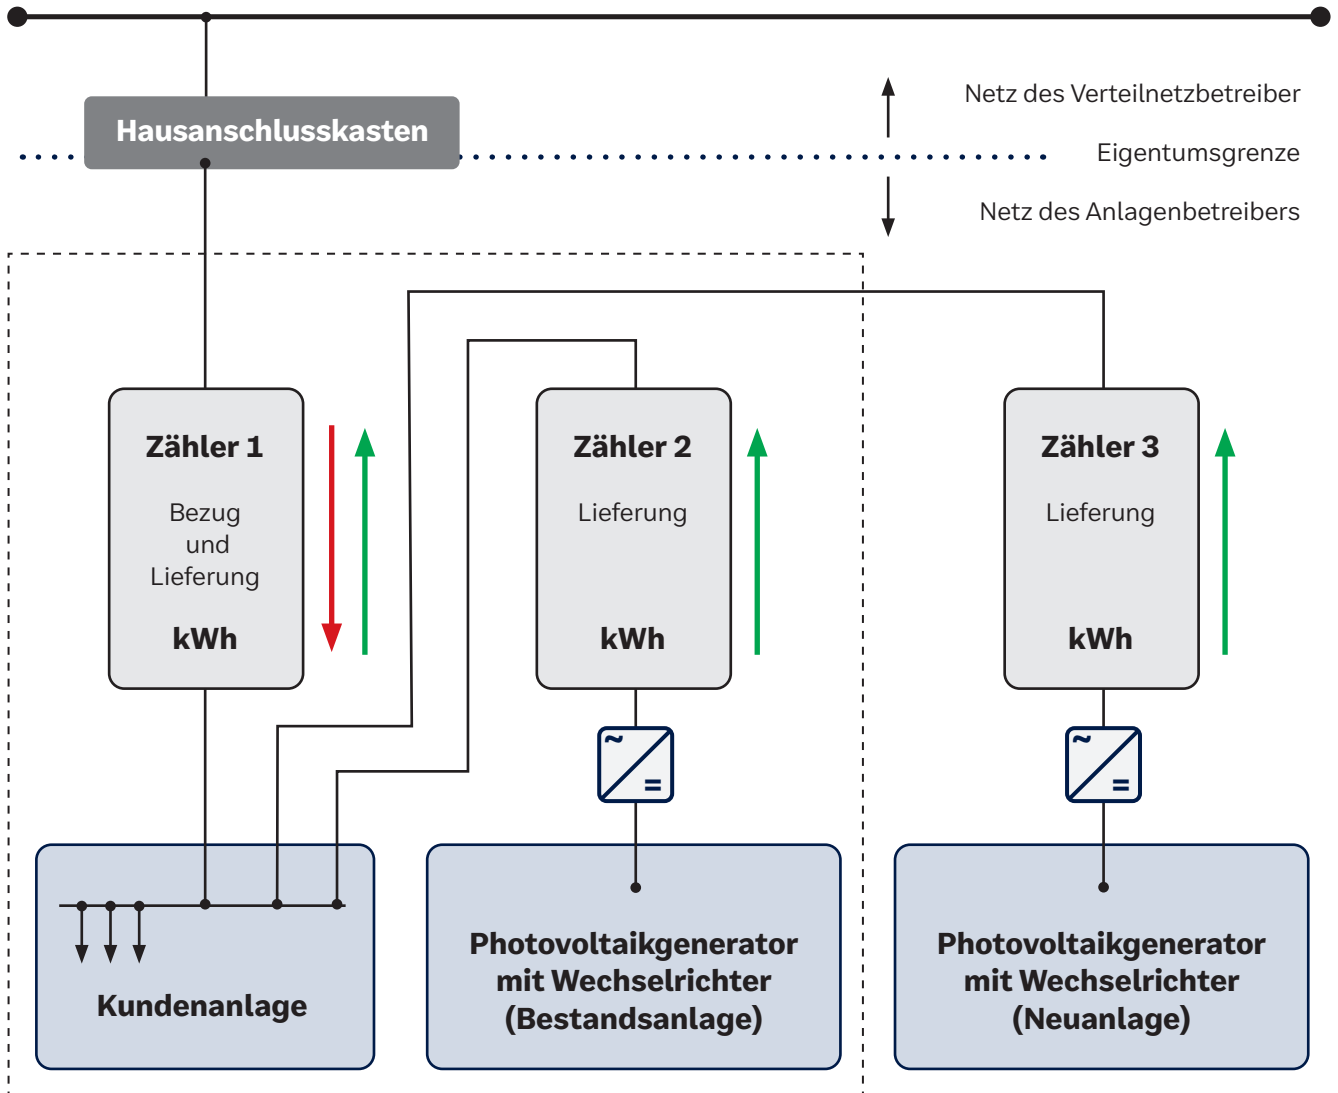 Hausanschlusskasten
Netz des Verteilnetzbetreiber
Eigentumsgrenze
Netz des Anlagenbetreibers
Zähler 1
Bezug
und
Lieferung
kWh
Zähler 2
Lieferung
kWh
Zähler 3
Lieferung
kWh
~
=
~
=
Kundenanlage
Photovoltaikgenerator
mit Wechselrichter
(Bestandsanlage)
Photovoltaikgenerator
mit Wechselrichter
(Neuanlage)